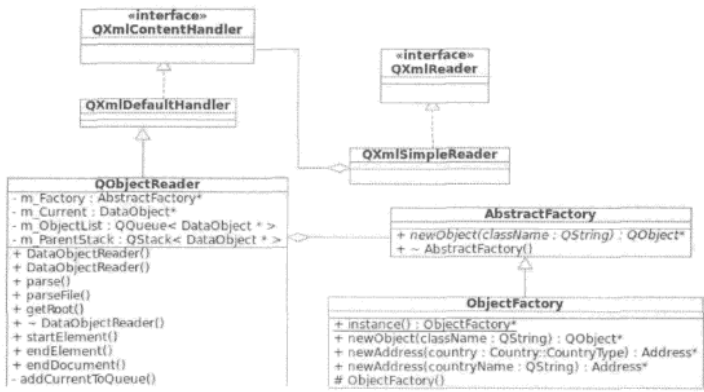 «interface»
QXmlContentHandler
«interface»
QXmlReader
QXmlDefaultHandler
QXmlSimpleReader
QObjectReader
- m_Factory : AbstractFactory*
- m_Current : DataObject*
- m_ObjectList : QQueue< DataObject * >
- m_ParentStack : QStack< DataObject * >
+ DataObjectReader()
+ DataObjectReader()
+ parse()
+ parseFile()
+ getRoot()
+ ~ DataObjectReader()
+ startElement()
+ endElement()
+ endDocument()
- addCurrentToQueue()
AbstractFactory
+ newObject(className : QString) : QObject*
+ ~ AbstractFactory()
ObjectFactory
+ instance() : ObjectFactory*
+ newObject(className : QString) : QObject*
+ newAddress(country : Country::CountryType) : Address*
+ newAddress(countryName : QString) : Address*
# ObjectFactory()